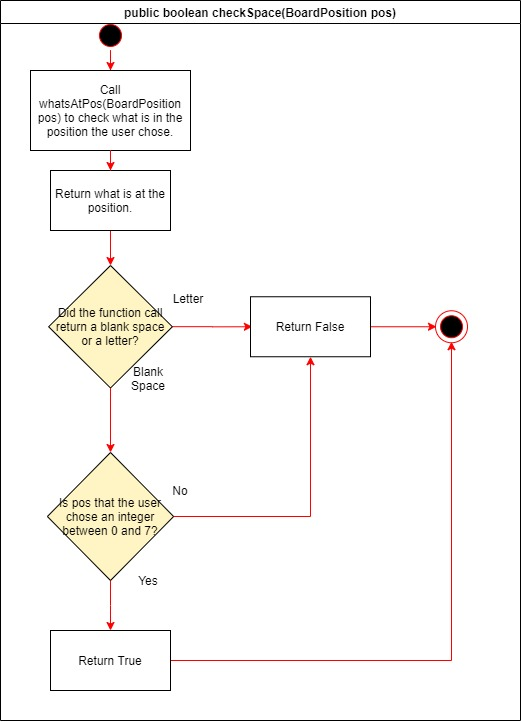 public boolean checkSpace(BoardPosition pos)
Call
whatsAtPos(BoardPosition
pos) to check what is in the
position the user chose.
Return what is at the
position.
Did the function call
return a blank space
or a letter?
Letter
Return False
Blank
Space
Is pos that the user
chose an integer
between 0 and 7?
No
Yes
Return True